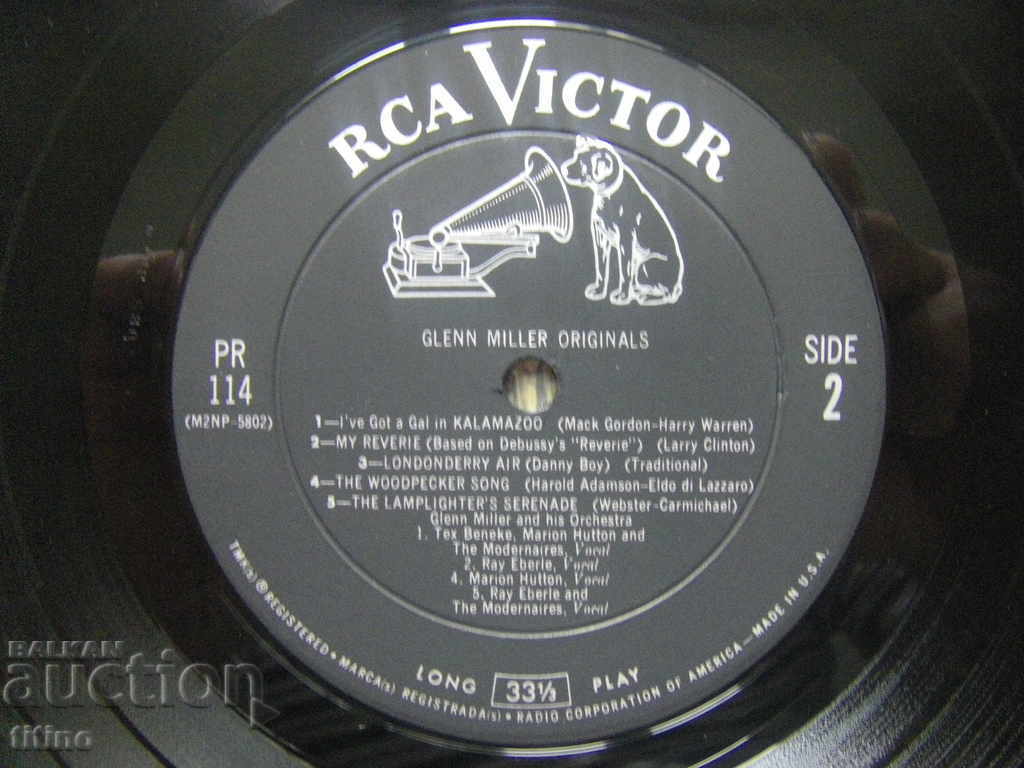 RCA VICTOR
GLENN MILLER ORIGINALS
PR
114
(M2NP-5802)
SIDE
2
1—I've Got a Gal in KALAMAZOO (Mack Gordon-Harry Warren)
2—MY REVERIE (Based on Debussy's "Reverie") (Larry Clinton)
3—LONDONDERRY AIR (Danny Boy) (Traditional)
4—THE WOODPECKER SONG (Harold Adamson-Eldo di Lazzaro)
5—THE LAMPLIGHTER'S SERENADE (Webster-Carmichael)
Glenn Miller and his Orchestra
1. Tex Beneke, Marion Hutton and
The Modernaires, Vocal
2. Ray Eberle, Vocal
4. Marion Hutton, Vocal
5. Ray Eberle and
The Modernaires, Vocal
LONG 33⅓ PLAY
TMK(s) ® REGISTERED • MARCA(s) REGISTRADA(s) • RADIO CORPORATION OF AMERICA—MADE IN U.S.A.
BALKAN
auction
titino